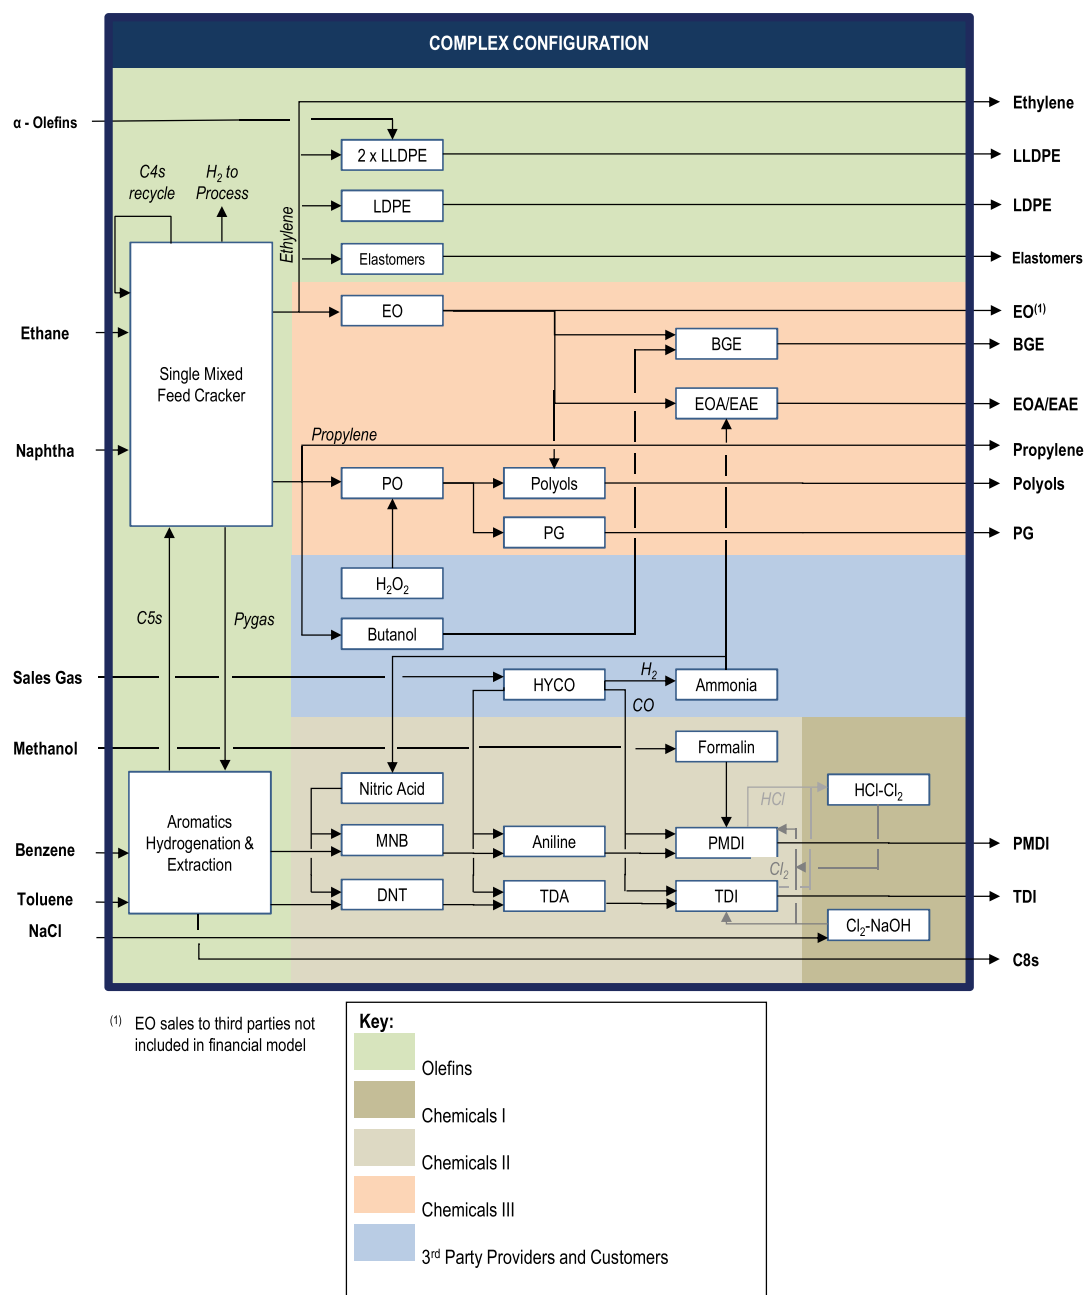 COMPLEX CONFIGURATION
α - Olefins
Ethylene
2 x LLDPE
LLDPE
C4s
recycle
H2 to
Process
LDPE
LDPE
Ethylene
Elastomers
Elastomers
EO
EO(1)
Ethane
BGE
BGE
Single Mixed
Feed Cracker
EOA/EAE
EOA/EAE
Propylene
Naphtha
Propylene
PO
Polyols
Polyols
PG
PG
H2O2
C5s
Pygas
Butanol
Sales Gas
HYCO
H2
Ammonia
CO
Methanol
Formalin
Nitric Acid
HCl
HCl-Cl2
Aromatics
Hydrogenation &
Extraction
Benzene
MNB
Aniline
PMDI
PMDI
Cl2
Toluene
DNT
TDA
TDI
TDI
NaCl
Cl2-NaOH
C8s
(1) EO sales to third parties not
included in financial model
Key:
Olefins
Chemicals I
Chemicals II
Chemicals III
3rd Party Providers and Customers